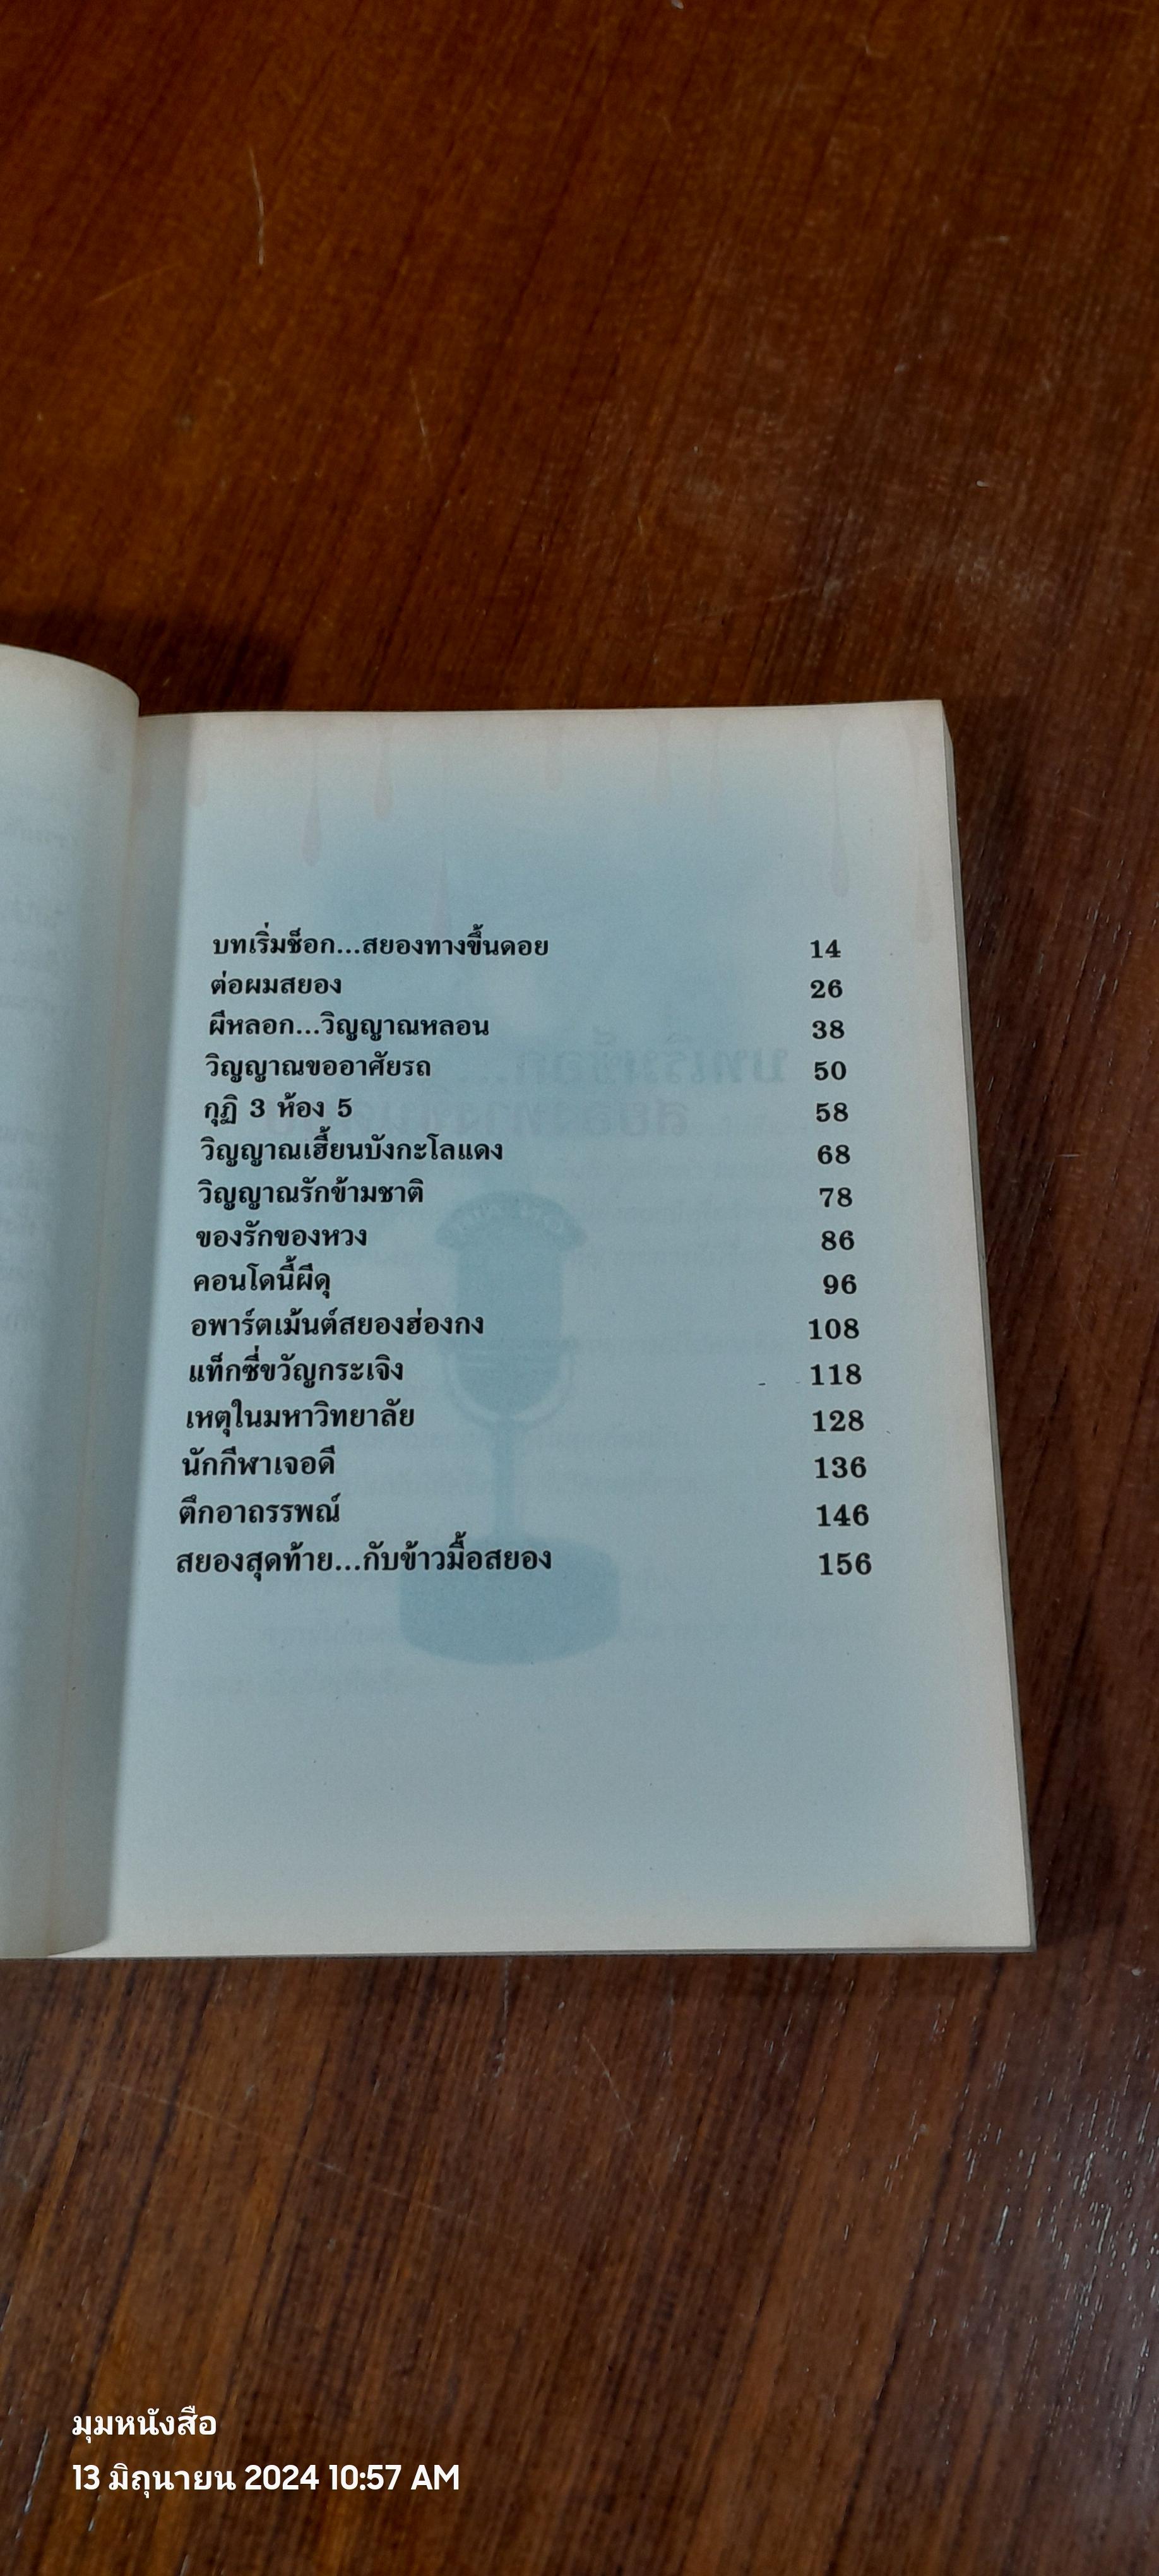 บทเริ่มช็อก...สยองทางขึ้นดอย 14
ต่อผมสยอง 26
ผีหลอก...วิญญาณหลอน 38
วิญญาณขออาศัยรถ 50
กุฏิ 3 ห้อง 5 58
วิญญาณเฮี้ยนบังกะโลแดง 68
วิญญาณรักข้ามชาติ 78
ของรักของหวง 86
คอนโดนี้ผีดุ 96
อพาร์ตเม้นต์สยองฮ่องกง 108
แท็กซี่ขวัญกระเจิง 118
เหตุในมหาวิทยาลัย 128
นักกีฬาเจอดี 136
ตึกอาถรรพณ์ 146
สยองสุดท้าย...กับข้าวมื้อสยอง 156
มุมหนังสือ
13 มิถุนายน 2024 10:57 AM